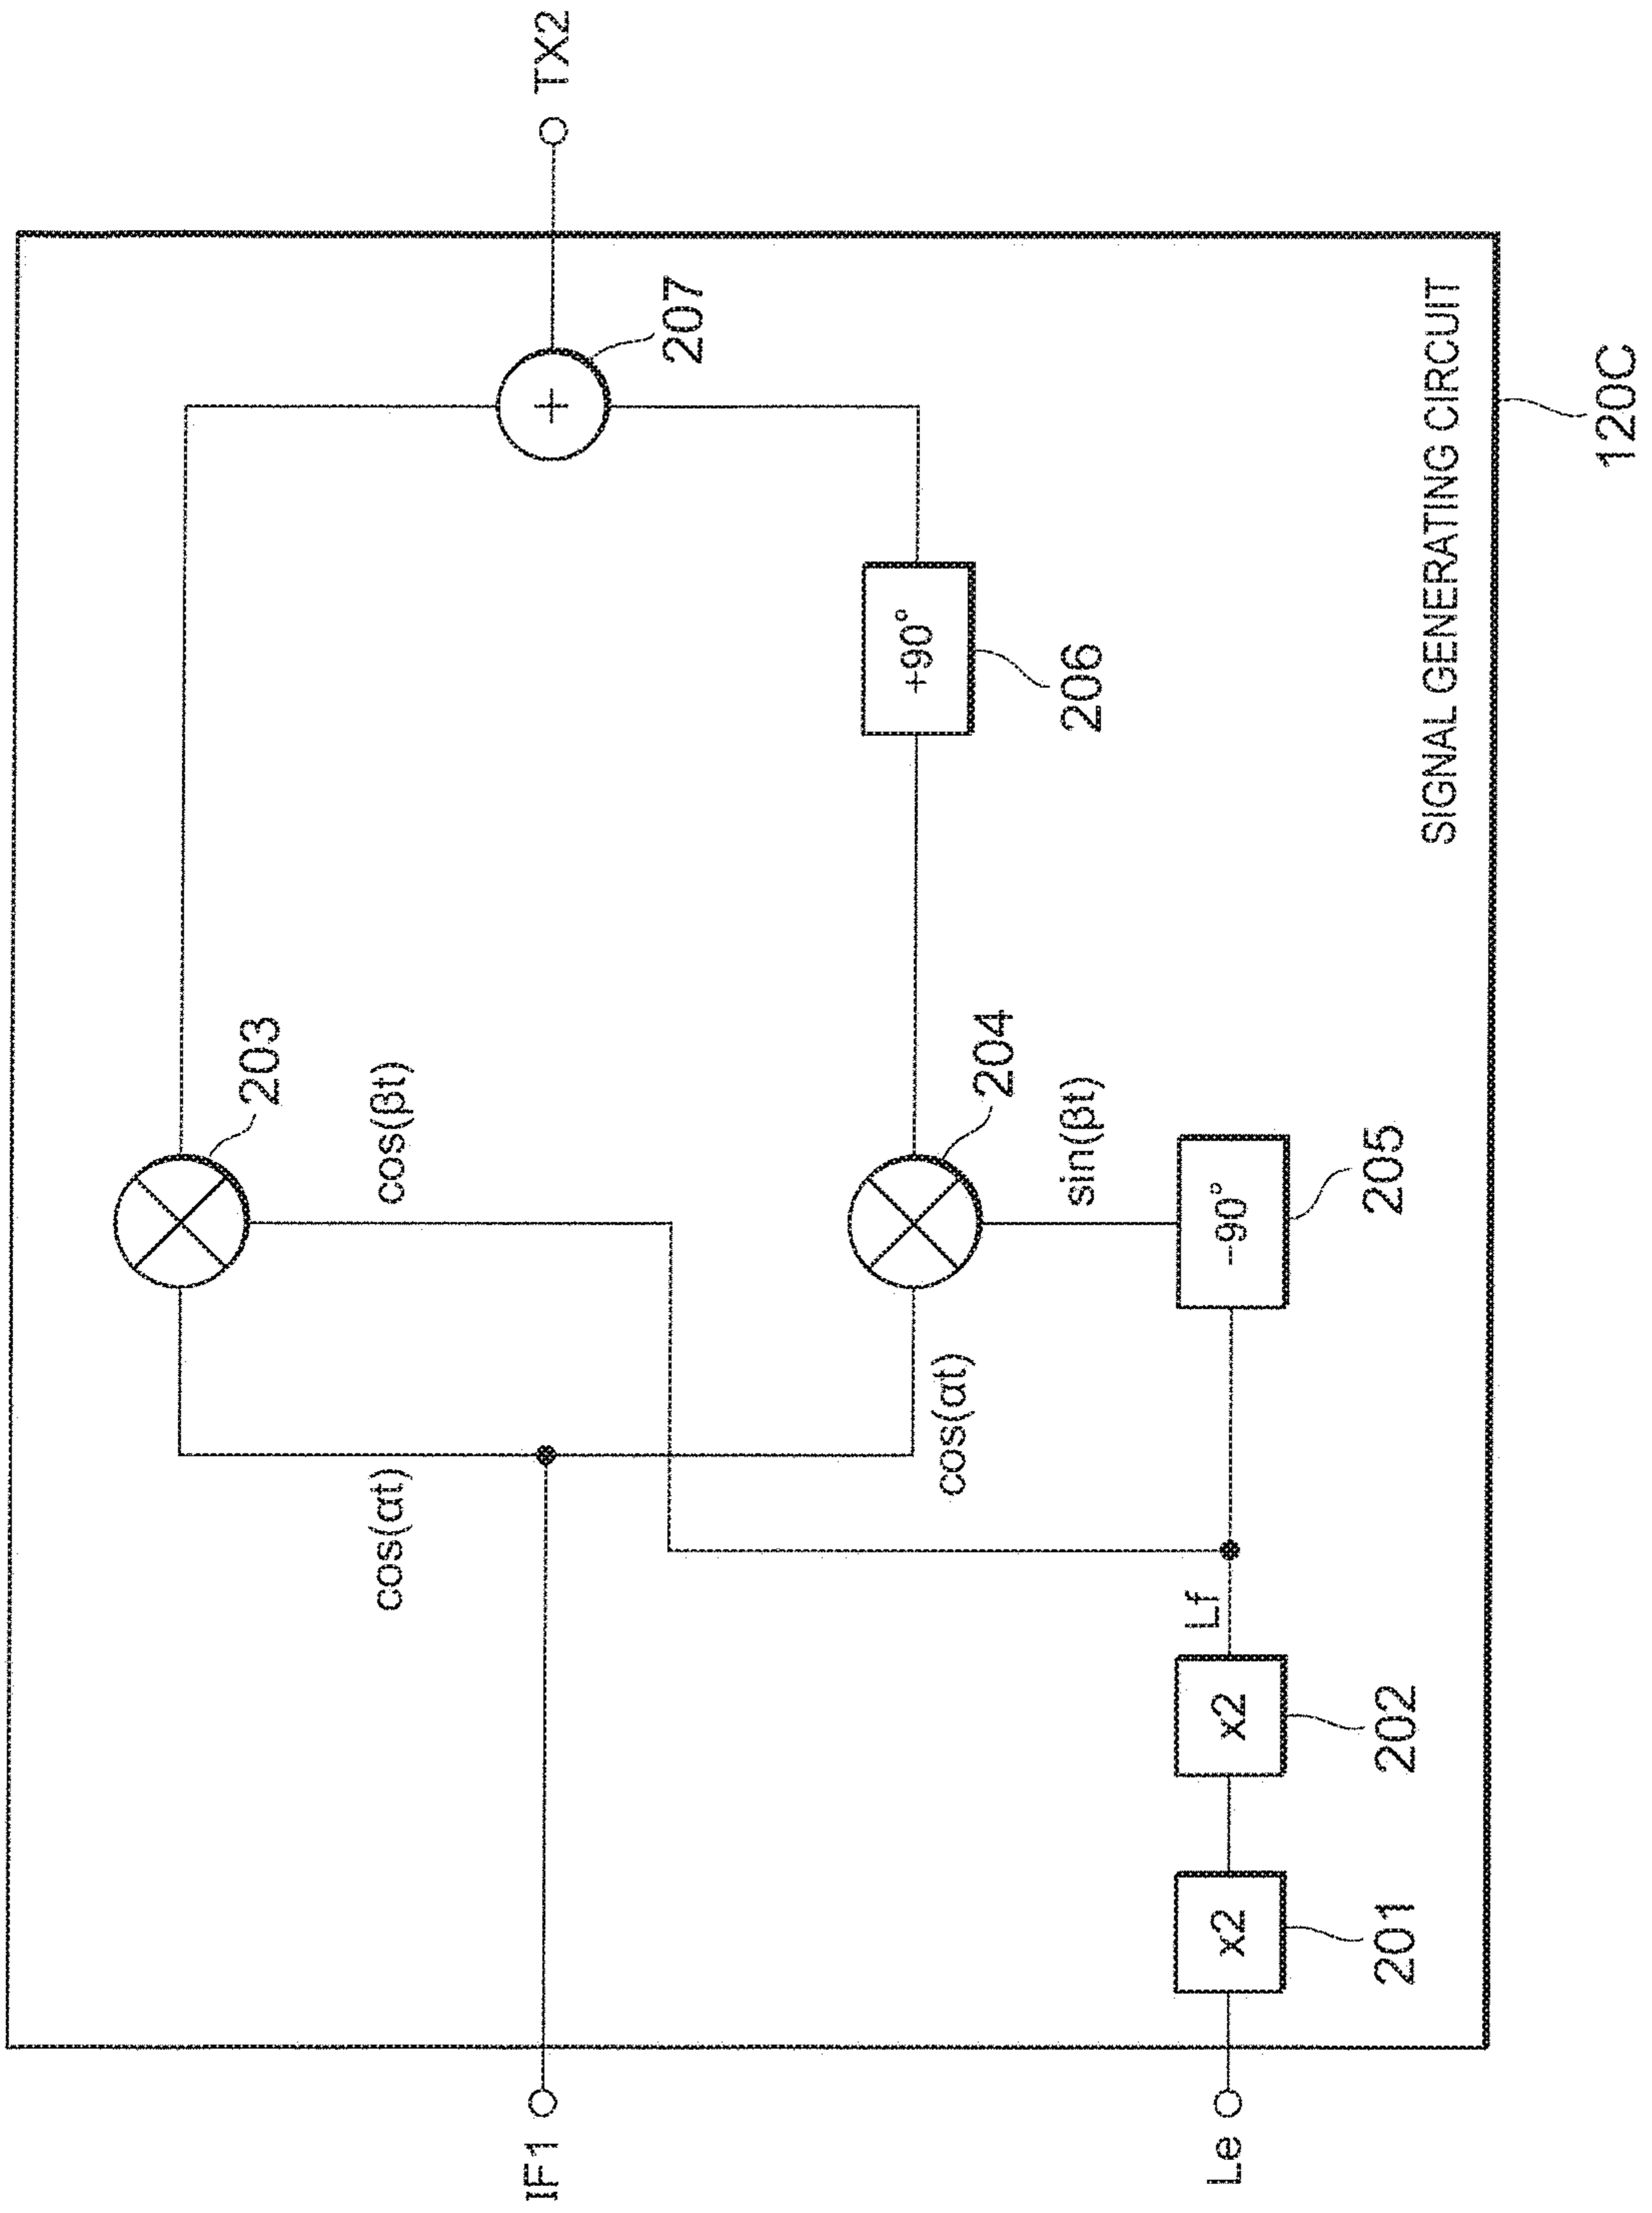 IF1
Le
x2
201
x2
202
Lf
cos(αt)
cos(αt)
203
cos(βt)
204
sin(βt)
−90°
205
+90°
206
+
207
TX2
SIGNAL GENERATING CIRCUIT
120C